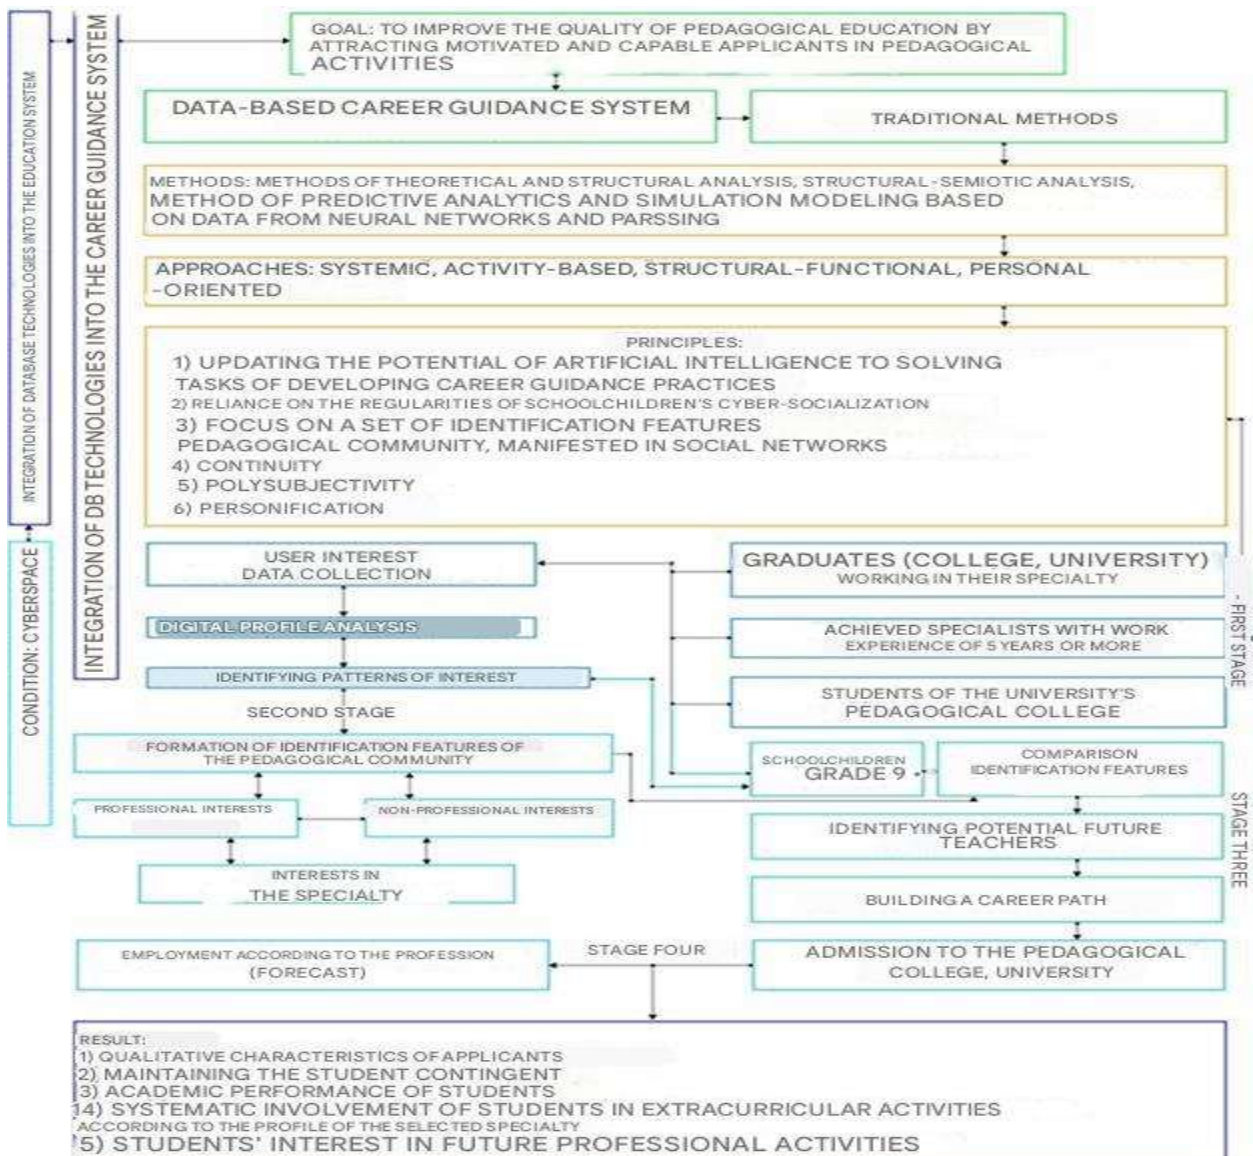 INTEGRATION OF DATABASE TECHNOLOGIES INTO THE EDUCATION SYSTEM
CONDITION: CYBERSPACE
INTEGRATION OF DB TECHNOLOGIES INTO THE CAREER GUIDANCE SYSTEM
GOAL: TO IMPROVE THE QUALITY OF PEDAGOGICAL EDUCATION BY
ATTRACTING MOTIVATED AND CAPABLE APPLICANTS IN PEDAGOGICAL
ACTIVITIES
DATA-BASED CAREER GUIDANCE SYSTEM
TRADITIONAL METHODS
METHODS: METHODS OF THEORETICAL AND STRUCTURAL ANALYSIS, STRUCTURAL-SEMIOTIC ANALYSIS,
METHOD OF PREDICTIVE ANALYTICS AND SIMULATION MODELING BASED
ON DATA FROM NEURAL NETWORKS AND PARSSING
APPROACHES: SYSTEMIC, ACTIVITY-BASED, STRUCTURAL-FUNCTIONAL, PERSONAL
-ORIENTED
PRINCIPLES:
1) UPDATING THE POTENTIAL OF ARTIFICIAL INTELLIGENCE TO SOLVING
TASKS OF DEVELOPING CAREER GUIDANCE PRACTICES
2) RELIANCE ON THE REGULARITIES OF SCHOOLCHILDREN'S CYBER-SOCIALIZATION
3) FOCUS ON A SET OF IDENTIFICATION FEATURES
PEDAGOGICAL COMMUNITY, MANIFESTED IN SOCIAL NETWORKS
4) CONTINUITY
5) POLYSUBJECTIVITY
6) PERSONIFICATION
USER INTEREST
DATA COLLECTION
DIGITAL PROFILE ANALYSIS
IDENTIFYING PATTERNS OF INTEREST
GRADUATES (COLLEGE, UNIVERSITY)
WORKING IN THEIR SPECIALTY
ACHIEVED SPECIALISTS WITH WORK
EXPERIENCE OF 5 YEARS OR MORE
STUDENTS OF THE UNIVERSITY'S
PEDAGOGICAL COLLEGE
- FIRST STAGE
SECOND STAGE
FORMATION OF IDENTIFICATION FEATURES OF
THE PEDAGOGICAL COMMUNITY
PROFESSIONAL INTERESTS
NON-PROFESSIONAL INTERESTS
INTERESTS IN
THE SPECIALTY
SCHOOLCHILDREN
GRADE 9
COMPARISON
IDENTIFICATION FEATURES
IDENTIFYING POTENTIAL FUTURE
TEACHERS
BUILDING A CAREER PATH
STAGE THREE
ADMISSION TO THE PEDAGOGICAL
COLLEGE, UNIVERSITY
STAGE FOUR
EMPLOYMENT ACCORDING TO THE PROFESSION
(FORECAST)
RESULT:
1) QUALITATIVE CHARACTERISTICS OF APPLICANTS
2) MAINTAINING THE STUDENT CONTINGENT
3) ACADEMIC PERFORMANCE OF STUDENTS
14) SYSTEMATIC INVOLVEMENT OF STUDENTS IN EXTRACURRICULAR ACTIVITIES
ACCORDING TO THE PROFILE OF THE SELECTED SPECIALTY
5) STUDENTS' INTEREST IN FUTURE PROFESSIONAL ACTIVITIES